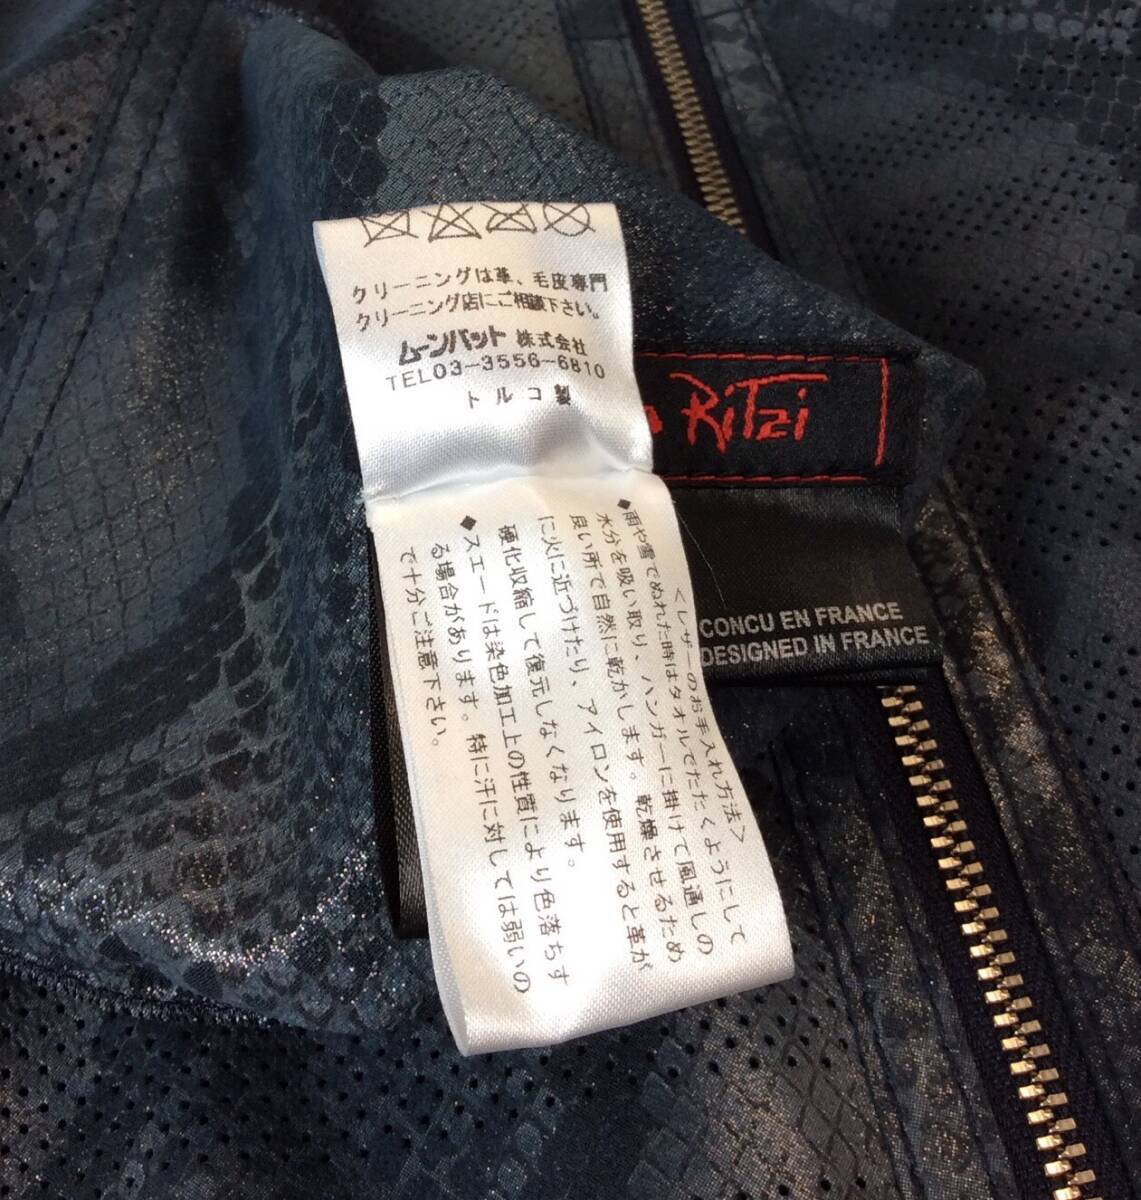 クリーニングは革、毛皮専門
クリーニング店にご相談下さい。
ムーンバット 株式会社
TEL03-3556-6810
トルコ製
RiTzi
CONCU EN FRANCE
DESIGNED IN FRANCE
<レザーのお手入れ方法>
◆雨や雪でぬれた時はタオルでたたくようにして
水分を吸い取り、ハンガーに掛けて風通しの
良い所で自然に乾かします。乾燥させるため
に火に近づけたり、アイロンを使用すると革が
硬化収縮して復元しなくなります。
◆スエードは染色加工上の性質により色落ちす
る場合があります。特に汗に対しては弱いの
で十分ご注意下さい。